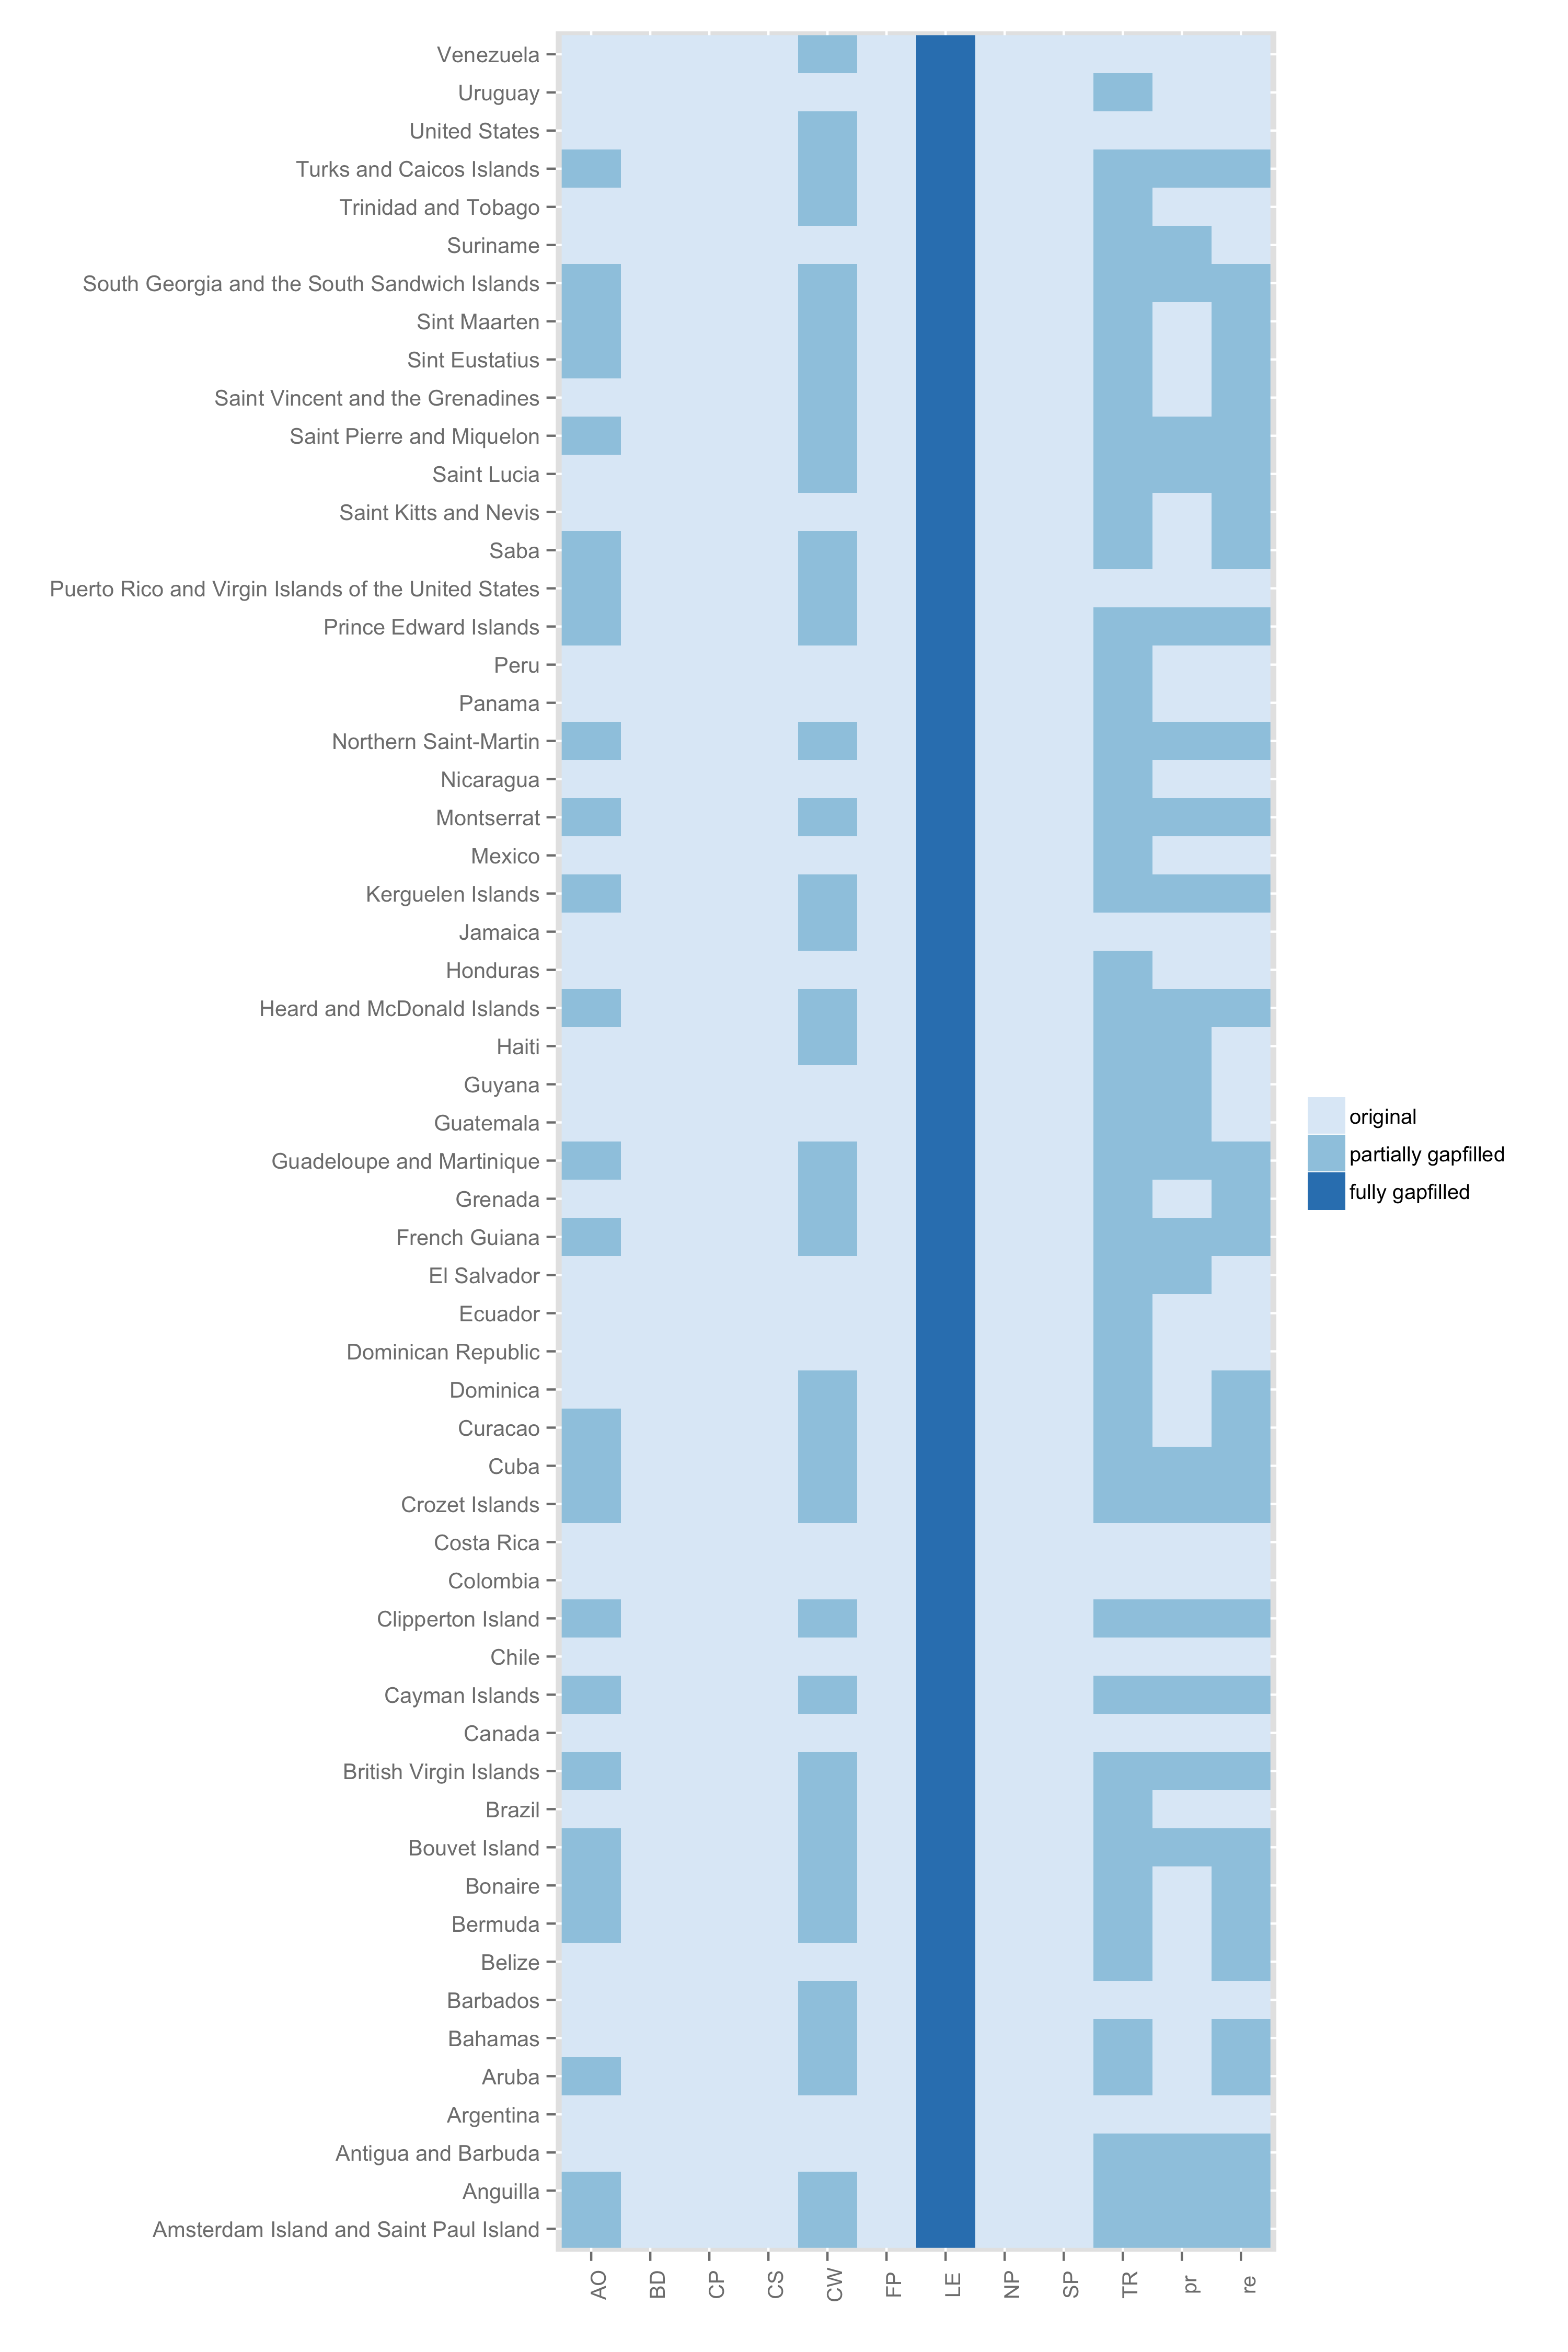 Venezuela
Uruguay
United States
Turks and Caicos Islands
Trinidad and Tobago
Suriname
South Georgia and the South Sandwich Islands
Sint Maarten
Sint Eustatius
Saint Vincent and the Grenadines
Saint Pierre and Miquelon
Saint Lucia
Saint Kitts and Nevis
Saba
Puerto Rico and Virgin Islands of the United States
Prince Edward Islands
Peru
Panama
Northern Saint-Martin
Nicaragua
Montserrat
Mexico
Kerguelen Islands
Jamaica
Honduras
Heard and McDonald Islands
Haiti
Guyana
Guatemala
Guadeloupe and Martinique
Grenada
French Guiana
El Salvador
Ecuador
Dominican Republic
Dominica
Curacao
Cuba
Crozet Islands
Costa Rica
Colombia
Clipperton Island
Chile
Cayman Islands
Canada
British Virgin Islands
Brazil
Bouvet Island
Bonaire
Bermuda
Belize
Barbados
Bahamas
Aruba
Argentina
Antigua and Barbuda
Anguilla
Amsterdam Island and Saint Paul Island
AO
BD
CP
CS
CW
FP
LE
NP
SP
TR
pr
re
original
partially gapfilled
fully gapfilled